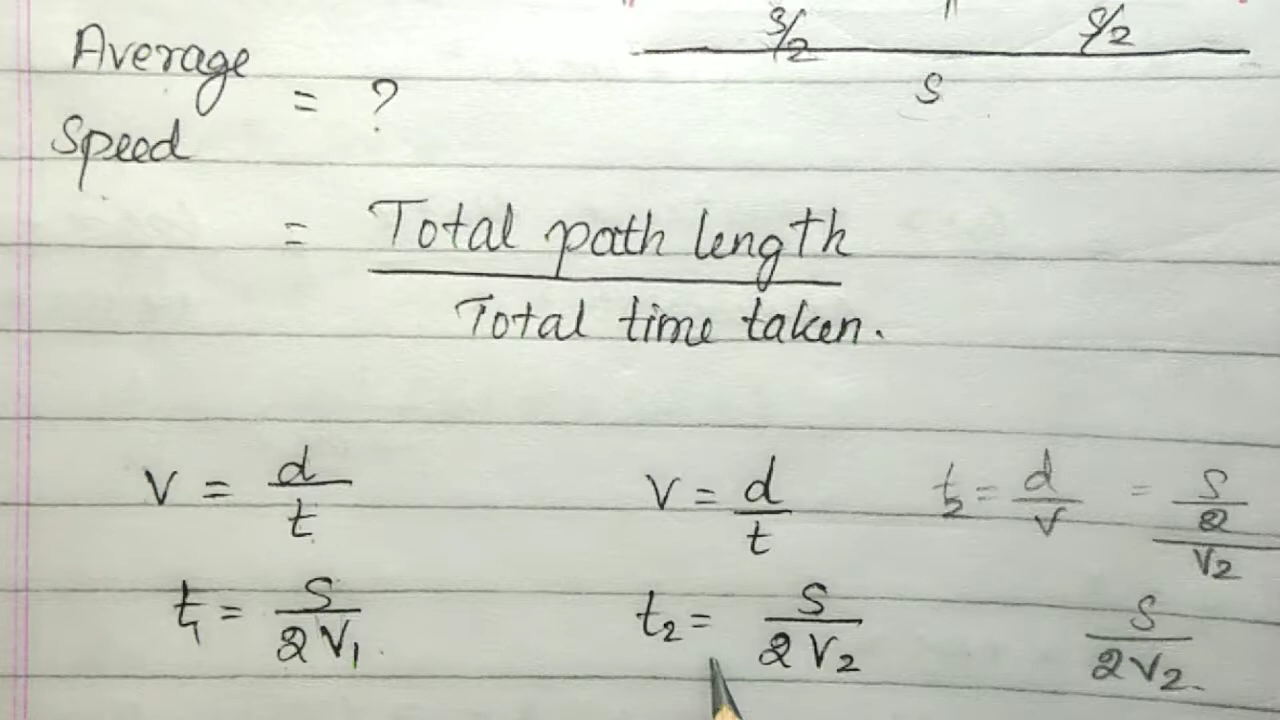 S/2 S/2
S
Average
Speed
= ?
= Total path length
Total time taken.
V = d/t V = d/t t2 = d/V = S/2/V2
t1 = S/2V1 t2 = S/2V2 S/2V2.